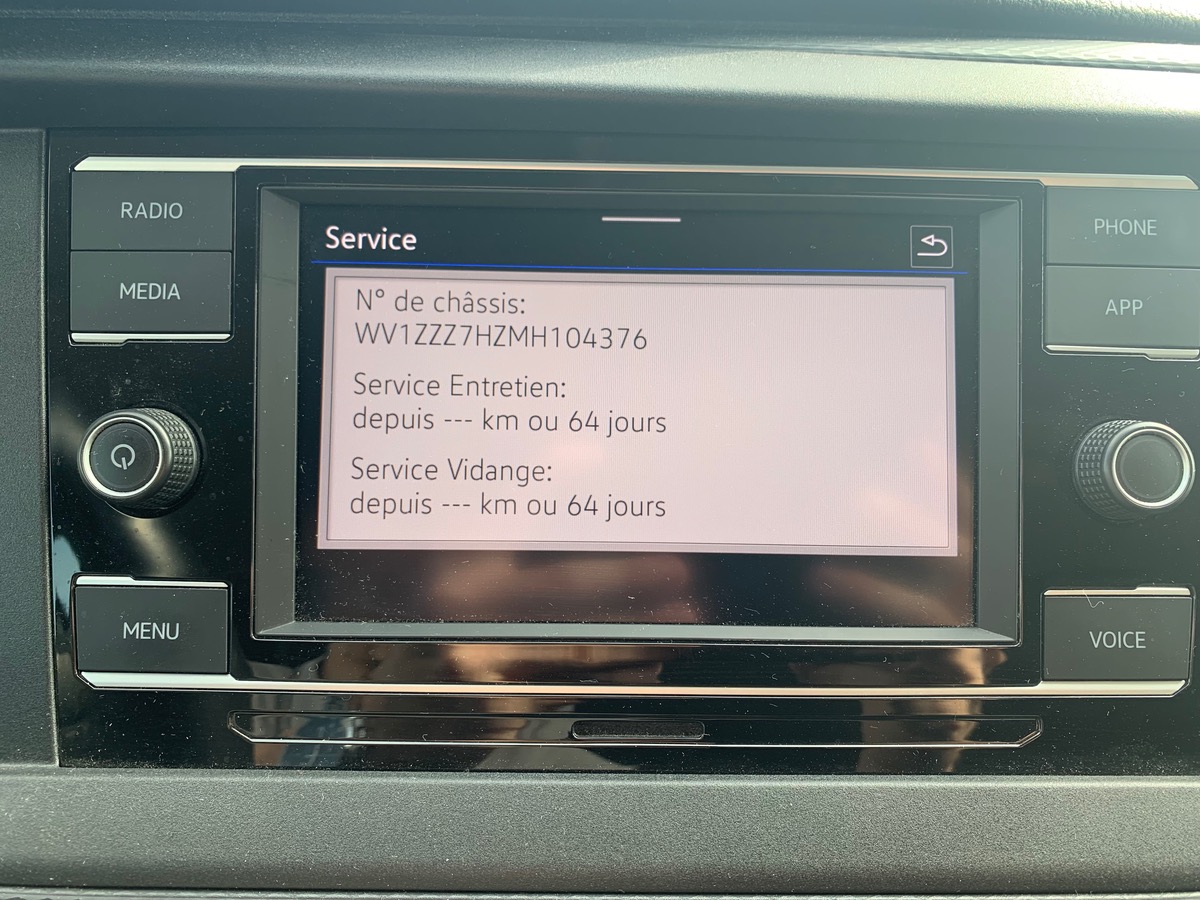 RADIO
MEDIA
MENU
Service
N° de châssis:
WV1ZZZ7HZMH104376
Service Entretien:
depuis --- km ou 64 jours
Service Vidange:
depuis --- km ou 64 jours
PHONE
APP
VOICE